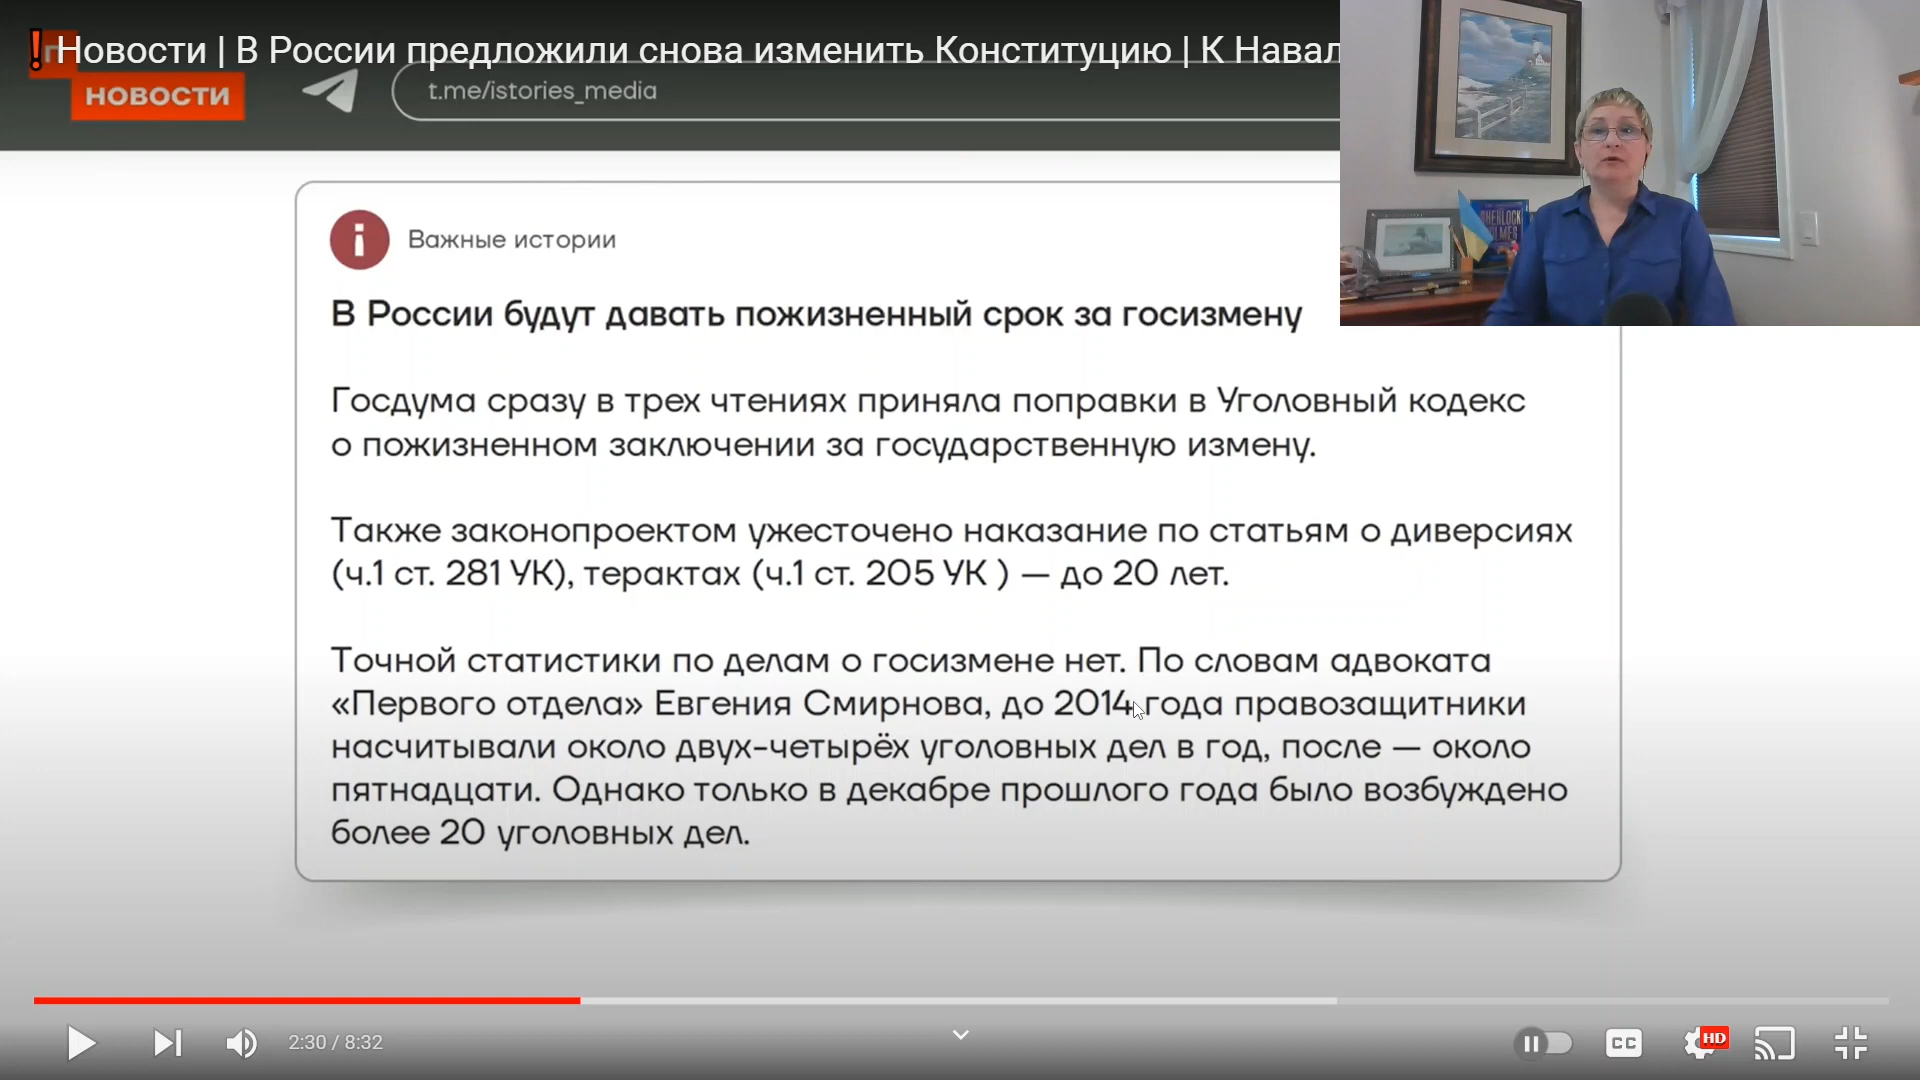 ❗Новости | В России предложили снова изменить Конституцию | К Навал
НОВОСТИ
t.me/istories_media
Важные истории
В России будут давать пожизненный срок за госизмену
Госдума сразу в трех чтениях приняла поправки в Уголовный кодекс
о пожизненном заключении за государственную измену.
Также законопроектом ужесточено наказание по статьям о диверсиях
(ч.1 ст. 281 УК), терактах (ч.1 ст. 205 УК ) — до 20 лет.
Точной статистики по делам о госизмене нет. По словам адвоката
«Первого отдела» Евгения Смирнова, до 2014 года правозащитники
насчитывали около двух-четырёх уголовных дел в год, после — около
пятнадцати. Однако только в декабре прошлого года было возбуждено
более 20 уголовных дел.
SHERLOCK
HOLMES
2:30 / 8:32
CC
HD